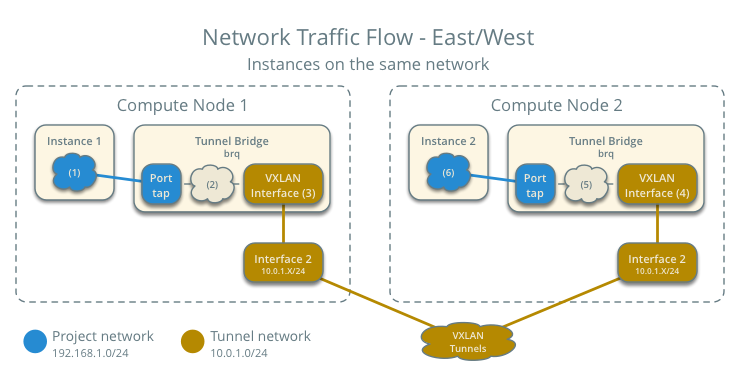 Network Traffic Flow - East/West
Instances on the same network
Compute Node 1
Instance 1
(1)
Tunnel Bridge
brq
Port
tap
(2)
VXLAN
Interface (3)
Interface 2
10.0.1.X/24
Compute Node 2
Instance 2
(6)
Tunnel Bridge
brq
Port
tap
(5)
VXLAN
Interface (4)
Interface 2
10.0.1.X/24
VXLAN
Tunnels
Project network
192.168.1.0/24
Tunnel network
10.0.1.0/24